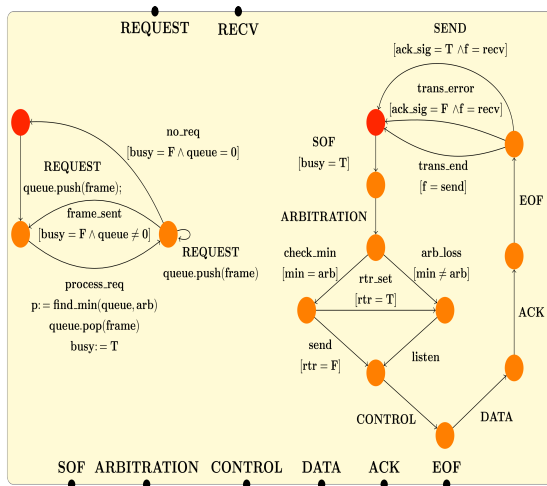 REQUEST
RECV
SEND
[ack_sig = T ∧f = recv]
trans_error
[ack_sig = F ∧f = recv]
no_req
[busy = F ∧ queue = 0]
SOF
[busy = T]
REQUEST
queue.push(frame);
trans_end
[f = send]
EOF
frame_sent
[busy = F ∧ queue ≠ 0]
ARBITRATION
REQUEST
queue.push(frame)
check_min
[min = arb]
arb_loss
[min ≠ arb]
rtr_set
[rtr = T]
process_req
p: = find_min(queue, arb)
queue.pop(frame)
busy: = T
ACK
send
[rtr = F]
listen
CONTROL
DATA
SOF
ARBITRATION
CONTROL
DATA
ACK
EOF